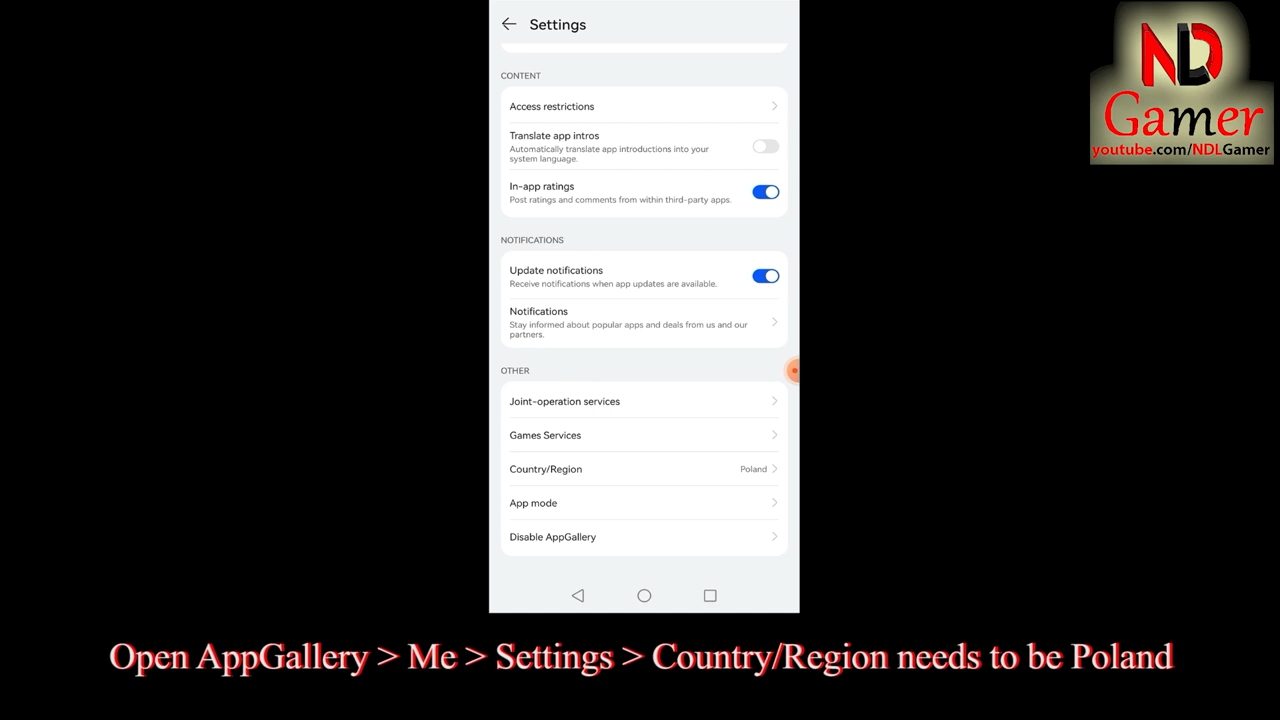 Settings
CONTENT
Access restrictions
Translate app intros
Automatically translate app introductions into your
system language.
In-app ratings
Post ratings and comments from within third-party apps.
NOTIFICATIONS
Update notifications
Receive notifications when app updates are available.
Notifications
Stay informed about popular apps and deals from us and our
partners.
OTHER
Joint-operation services
Games Services
Country/Region Poland
App mode
Disable AppGallery
ND
Gamer
youtube.com/NDLGamer
Open AppGallery > Me > Settings > Country/Region needs to be Poland